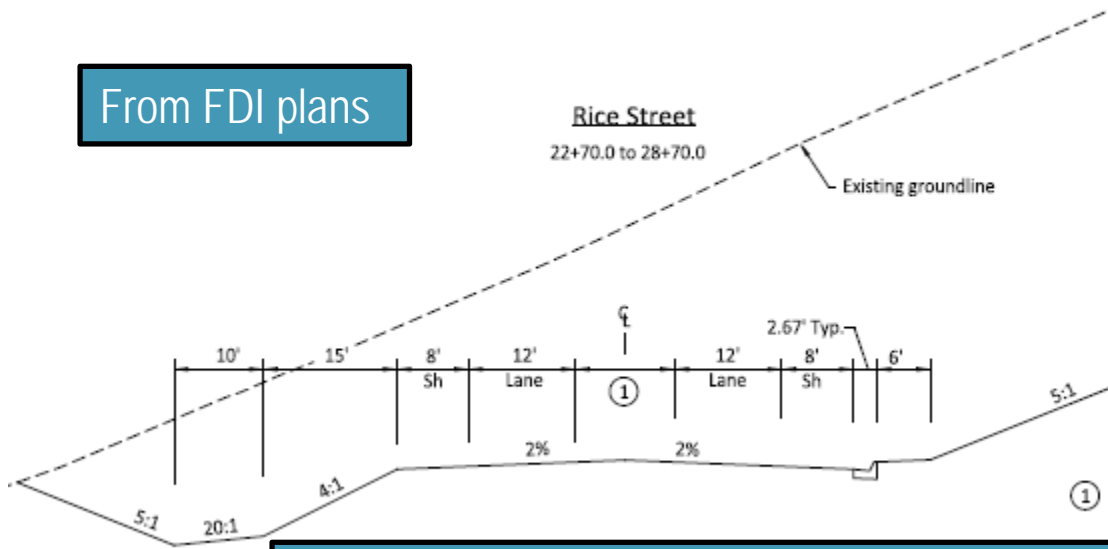 From FDI plans
Rice Street
22+70.0 to 28+70.0
Existing groundline
℄
2.67' Typ.
10' 15' 8' 12' 12' 8' 6'
Sh Lane 1 Lane Sh
5:1
2% 2%
4:1
5:1 20:1
1